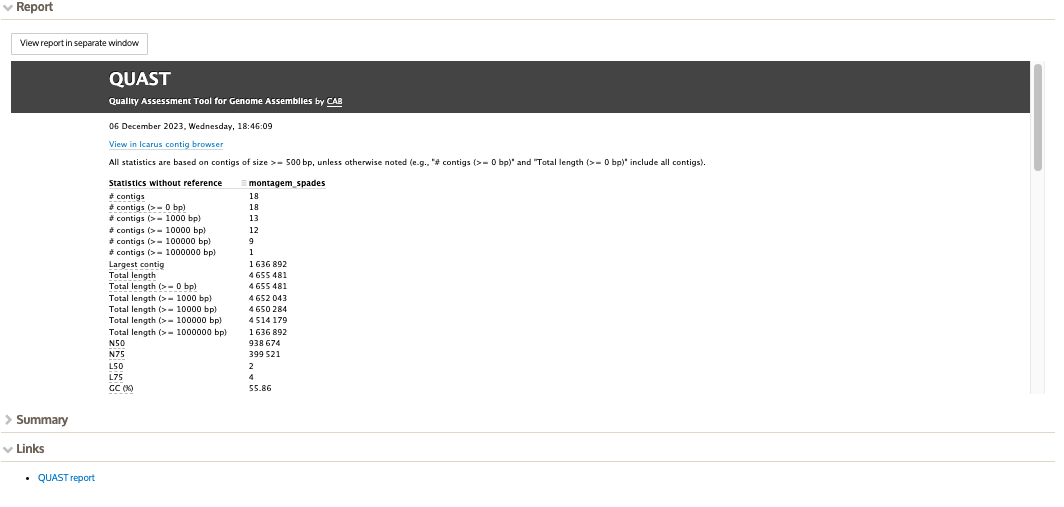 Report
View report in separate window
QUAST
Quality Assessment Tool for Genome Assemblies by CAB
06 December 2023, Wednesday, 18:46:09
View in Icarus contig browser
All statistics are based on contigs of size >= 500 bp, unless otherwise noted (e.g., "# contigs (>= 0 bp)" and "Total length (>= 0 bp)" include all contigs).
Statistics without reference montagem_spades
# contigs 18
# contigs (>= 0 bp) 18
# contigs (>= 1000 bp) 13
# contigs (>= 10000 bp) 12
# contigs (>= 100000 bp) 9
# contigs (>= 1000000 bp) 1
Largest contig 1 636 892
Total length 4 655 481
Total length (>= 0 bp) 4 655 481
Total length (>= 1000 bp) 4 652 043
Total length (>= 10000 bp) 4 650 284
Total length (>= 100000 bp) 4 514 179
Total length (>= 1000000 bp) 1 636 892
N50 938 674
N75 399 521
L50 2
L75 4
GC (%) 55.86
Summary
Links
• QUAST report